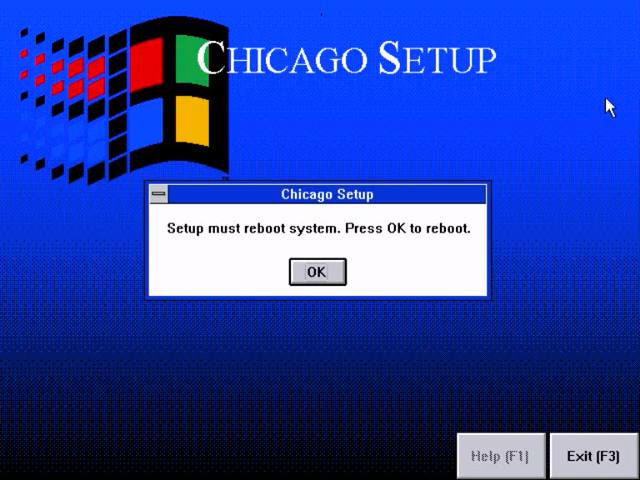 CHICAGO SETUP
Chicago Setup
Setup must reboot system. Press OK to reboot.
OK
Help (F1)
Exit (F3)